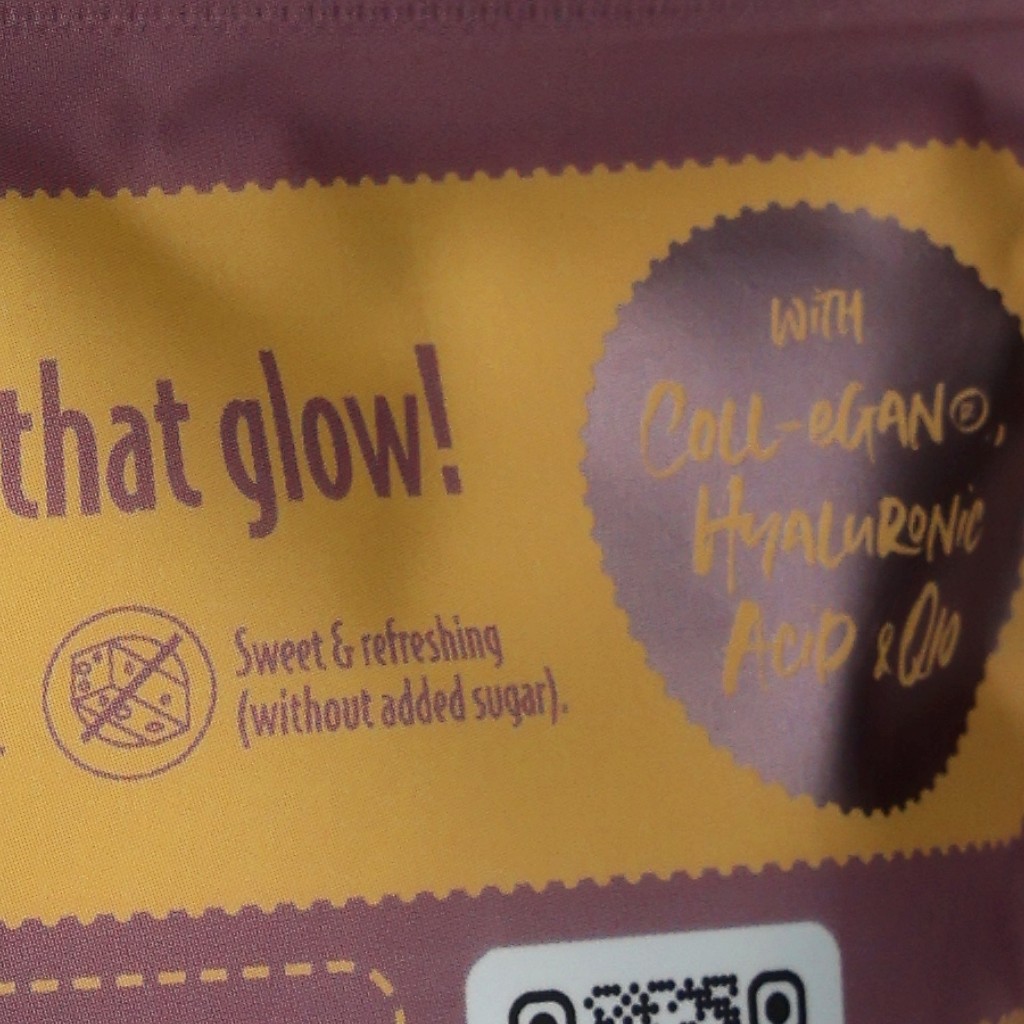 that glow!
Sweet & refreshing
(without added sugar).
WiTH
COLL-eGAN®,
HYALuRONiC
ACiD & Q10